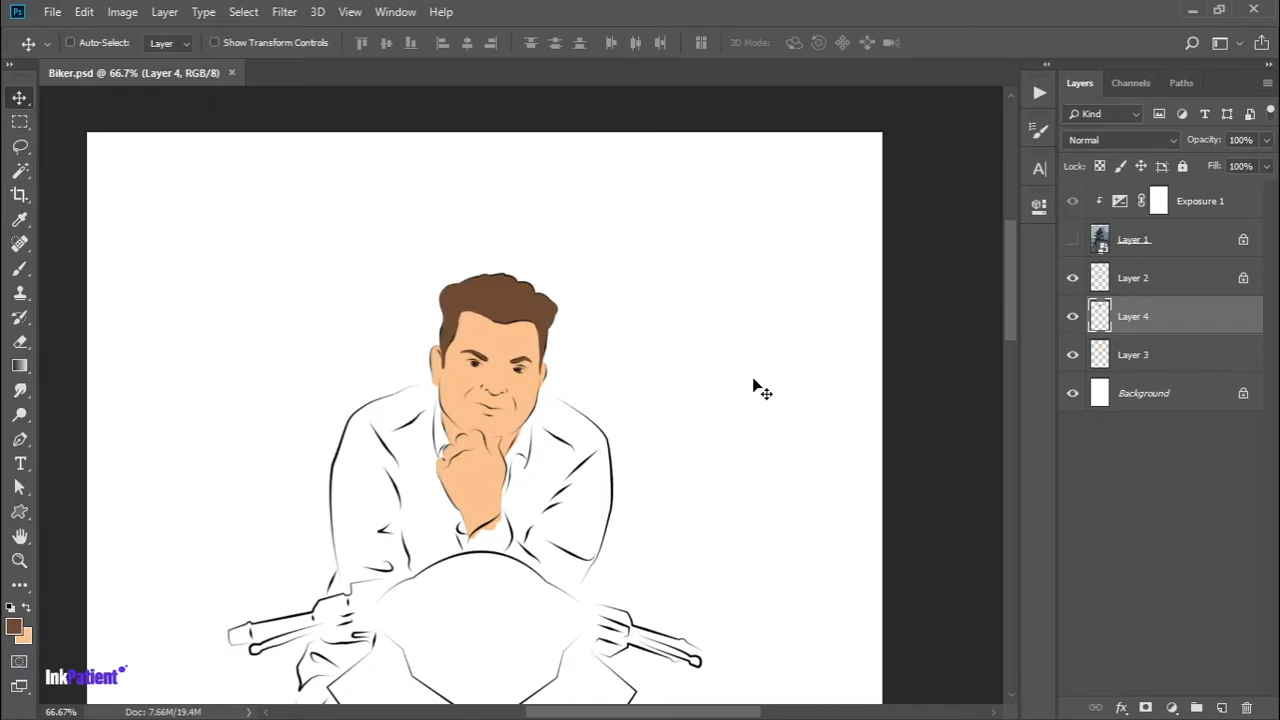 Ps File Edit Image Layer Type Select Filter 3D View Window Help
Auto-Select: Layer Show Transform Controls 3D Mode:
Biker.psd @ 66.7% (Layer 4, RGB/8)
Layers Channels Paths
Kind
Normal Opacity: 100%
Lock: Fill: 100%
Exposure 1
Layer 1
Layer 2
Layer 4
Layer 3
Background
InkPatient
66.67% Doc: 7.66M/19.4M